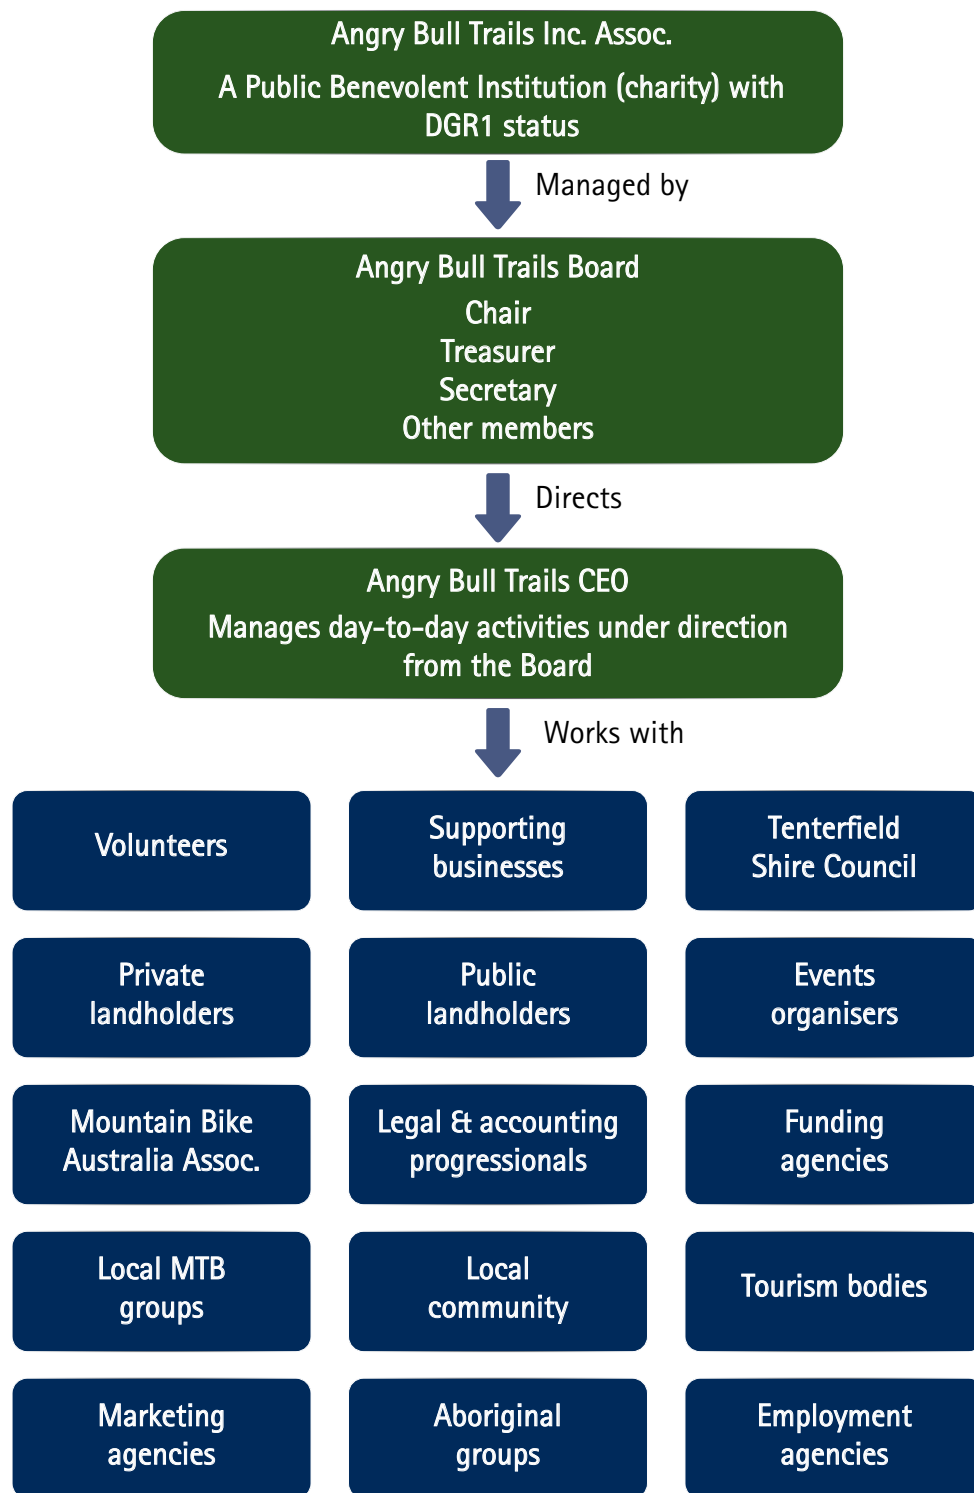 Angry Bull Trails Inc. Assoc.
A Public Benevolent Institution (charity) with
DGR1 status
Managed by
Angry Bull Trails Board
Chair
Treasurer
Secretary
Other members
Directs
Angry Bull Trails CEO
Manages day-to-day activities under direction
from the Board
Works with
Volunteers
Supporting
businesses
Tenterfield
Shire Council
Private
landholders
Public
landholders
Events
organisers
Mountain Bike
Australia Assoc.
Legal & accounting
progressionals
Funding
agencies
Local MTB
groups
Local
community
Tourism bodies
Marketing
agencies
Aboriginal
groups
Employment
agencies